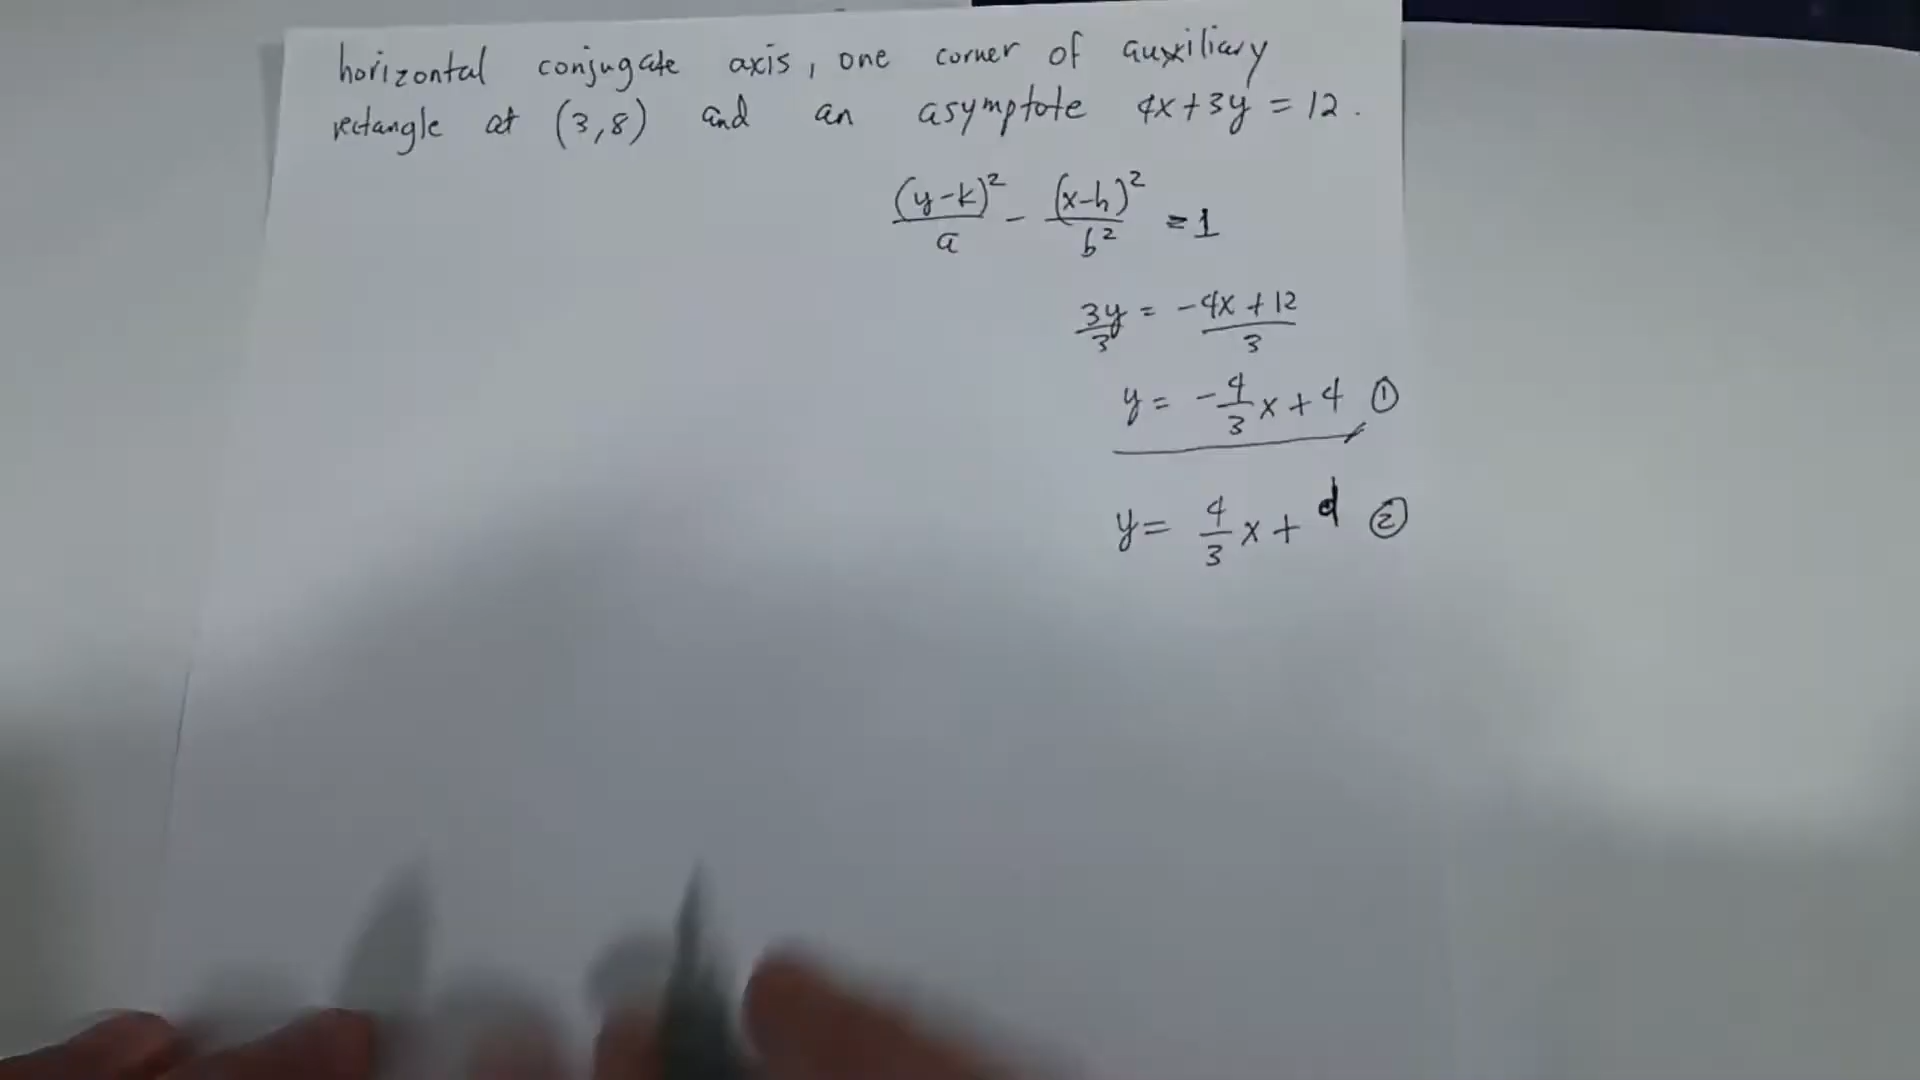 horizontal conjugate axis, one corner of auxiliary
rectangle at (3,8) and an asymptote 4x+3y = 12.
(y-k)²/a - (x-h)²/b² = 1
3y/3 = -4x+12/3
y = -4/3 x + 4 ①
y = 4/3 x + d ②